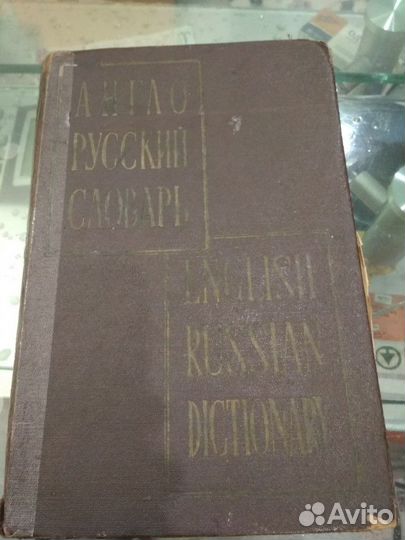 АНГЛО
РУССКИЙ
СЛОВАРЬ
ENGLISH
RUSSIAN
DICTIONARY
Avito